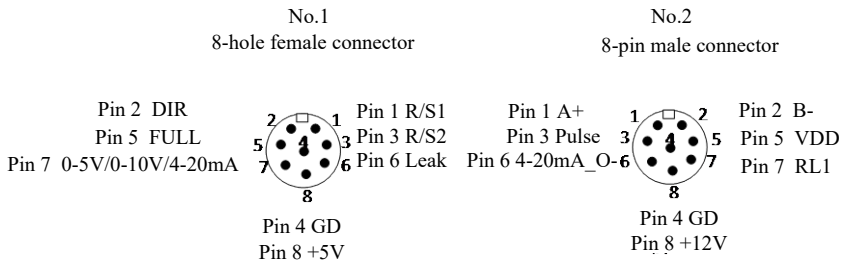 No.1
8-hole female connector
Pin 2 DIR
Pin 5 FULL
Pin 7 0-5V/0-10V/4-20mA
2 1
5 4 3
7 6
8
Pin 1 R/S1
Pin 3 R/S2
Pin 6 Leak
Pin 4 GD
Pin 8 +5V
No.2
8-pin male connector
Pin 1 A+
Pin 3 Pulse
Pin 6 4-20mA_O-
1 2
3 4 5
6 7
8
Pin 2 B-
Pin 5 VDD
Pin 7 RL1
Pin 4 GD
Pin 8 +12V